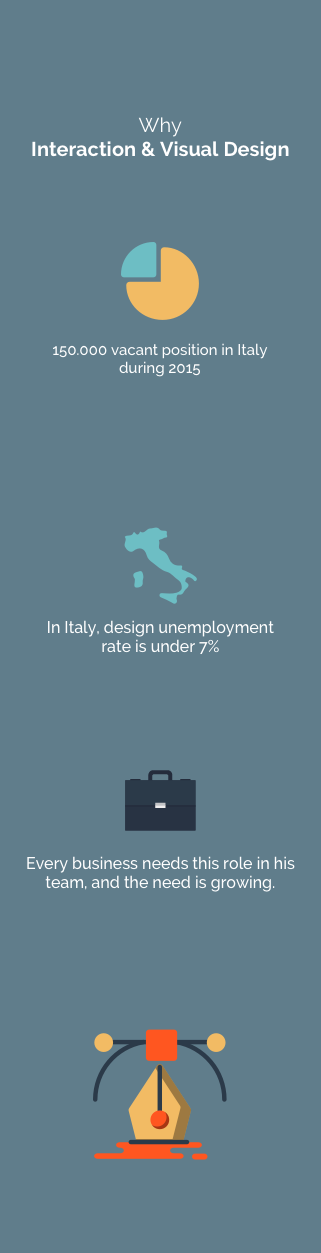 Why
Interaction & Visual Design
150.000 vacant position in Italy
during 2015
In Italy, design unemployment
rate is under 7%
Every business needs this role in his
team, and the need is growing.